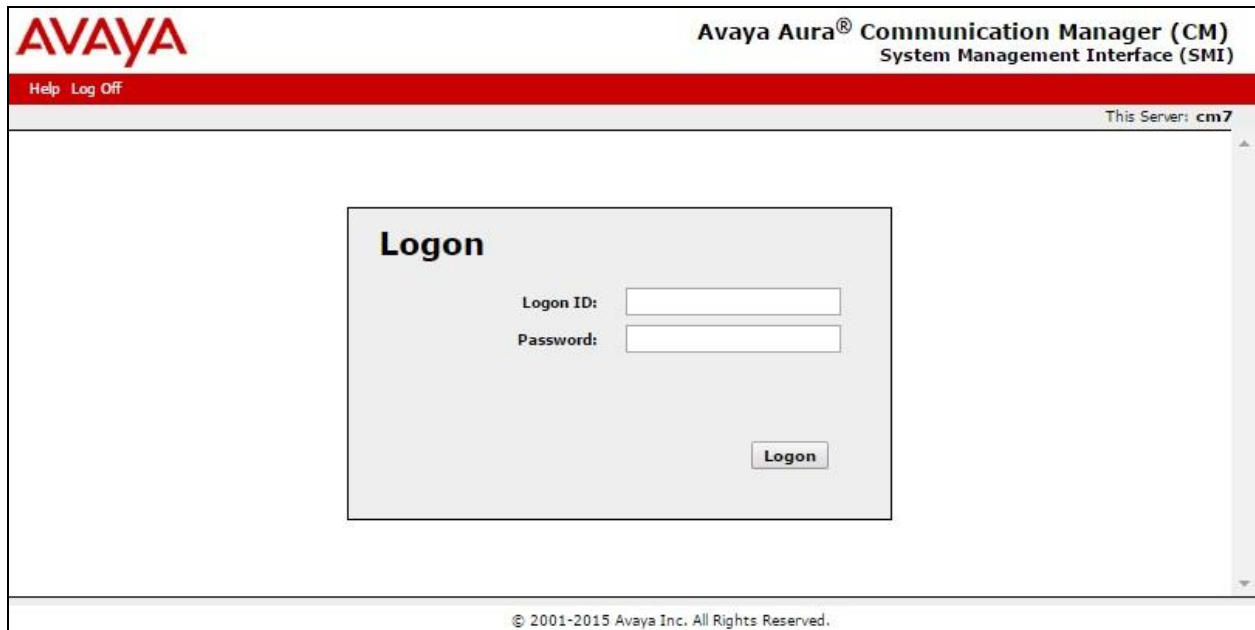 AVAYA
Avaya Aura® Communication Manager (CM)
System Management Interface (SMI)
Help Log Off
This Server: cm7
Logon
Logon ID:
Password:
Logon
© 2001-2015 Avaya Inc. All Rights Reserved.